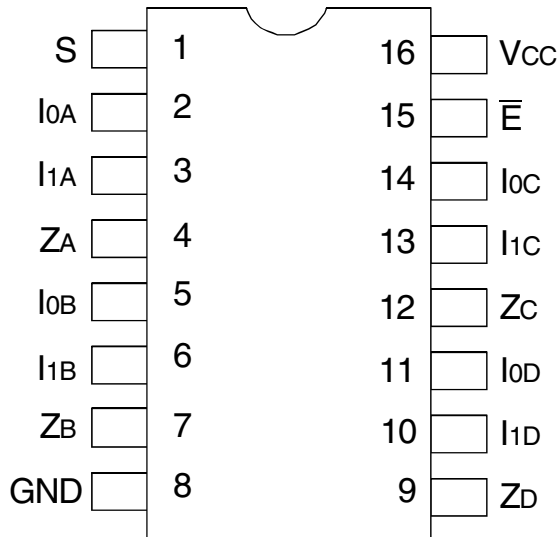 S 1 16 VCC
I0A 2 15 E̅
I1A 3 14 I0C
ZA 4 13 I1C
I0B 5 12 ZC
I1B 6 11 I0D
ZB 7 10 I1D
GND 8 9 ZD